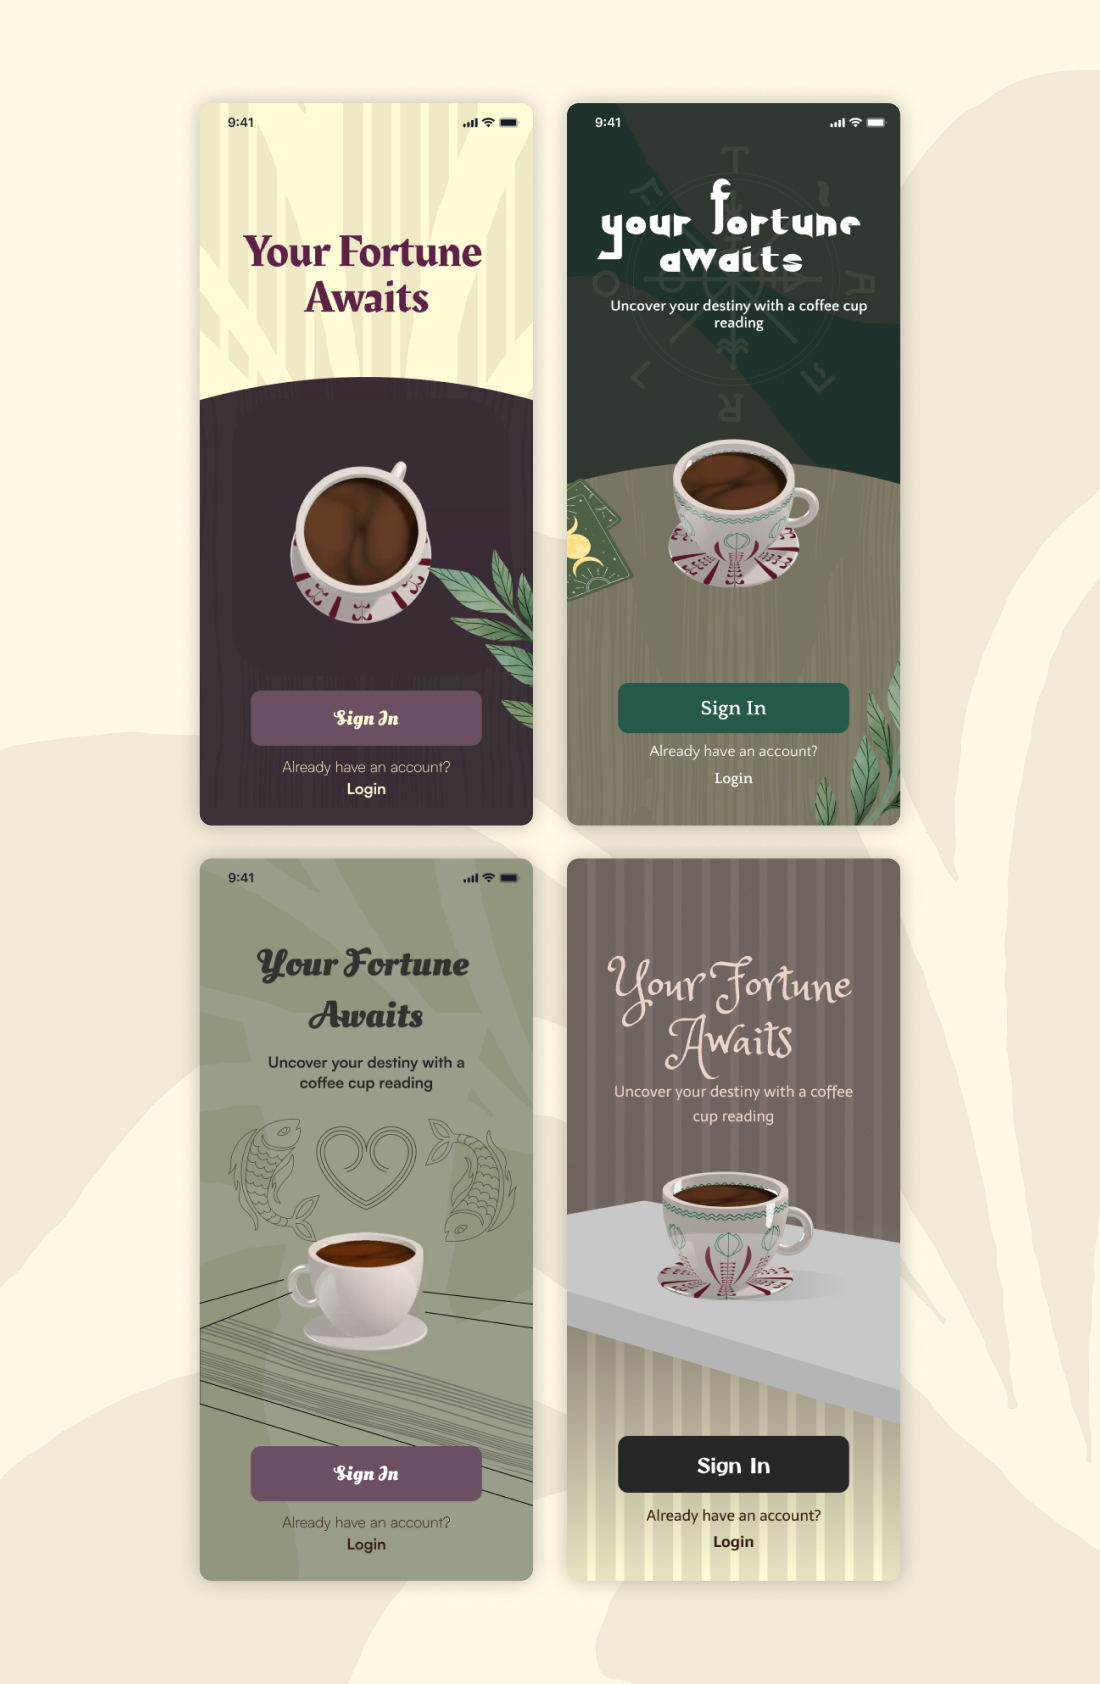 9:41
Your Fortune
Awaits
Sign In
Already have an account?
Login
9:41
your fortune
awaits
Uncover your destiny with a coffee cup
reading
Sign In
Already have an account?
Login
9:41
Your Fortune
Awaits
Uncover your destiny with a
coffee cup reading
Sign In
Already have an account?
Login
Your Fortune
Awaits
Uncover your destiny with a coffee
cup reading
Sign In
Already have an account?
Login